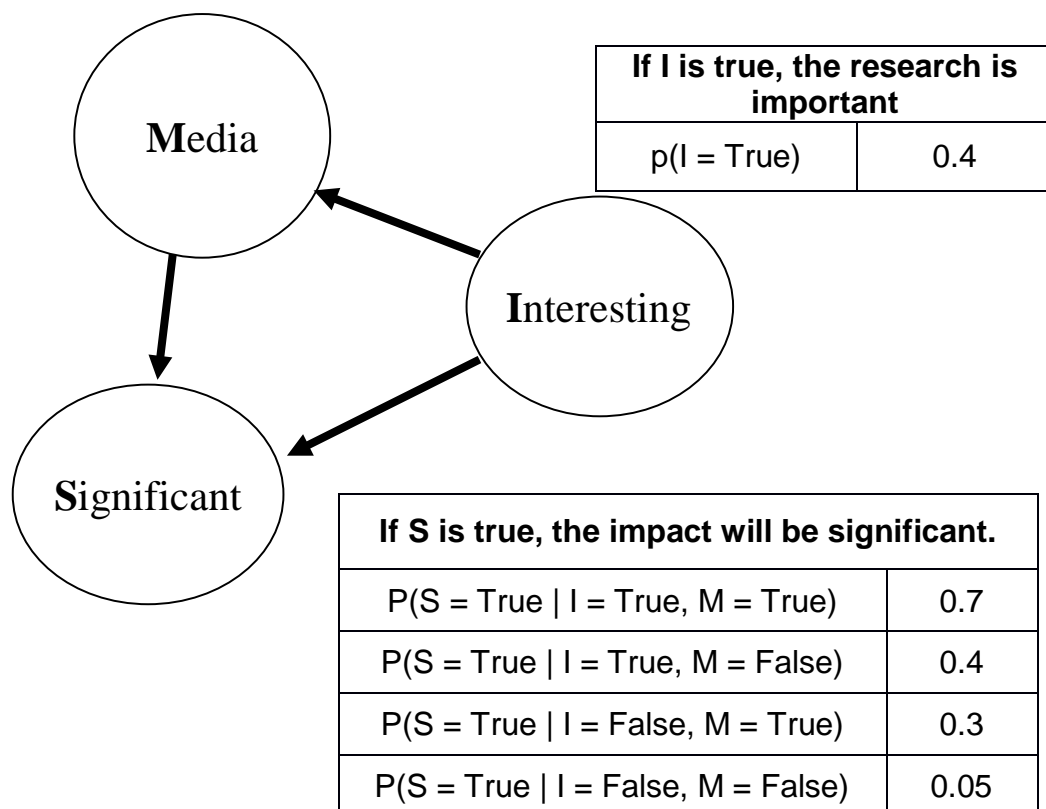 Media
If I is true, the research is
important
p(I = True) 0.4
Interesting
Significant
If S is true, the impact will be significant.
P(S = True | I = True, M = True) 0.7
P(S = True | I = True, M = False) 0.4
P(S = True | I = False, M = True) 0.3
P(S = True | I = False, M = False) 0.05